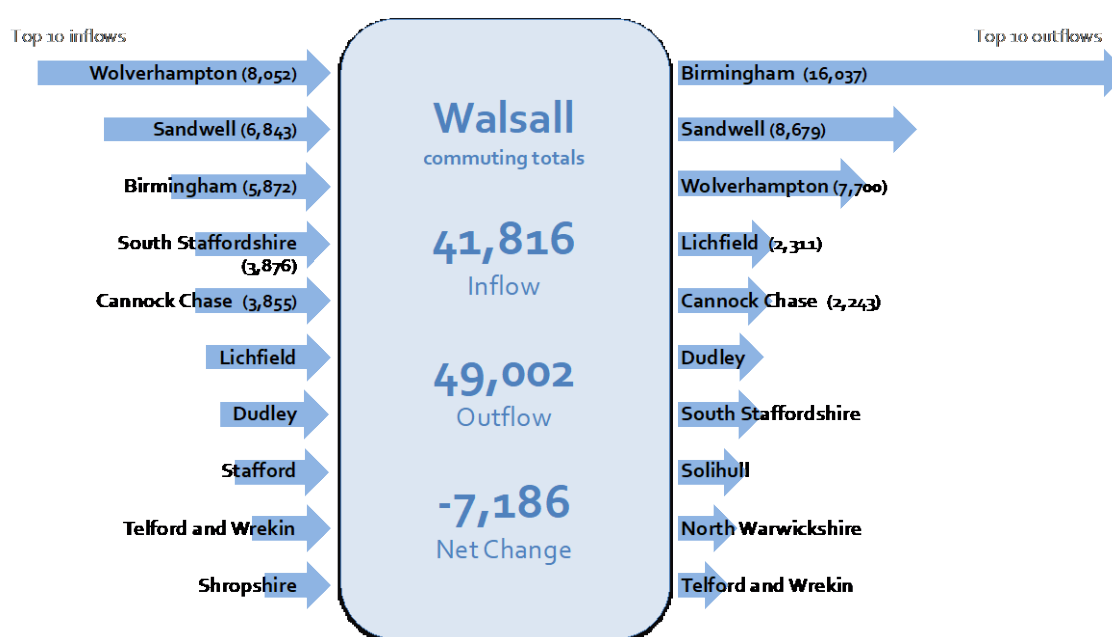 Top 10 inflows
Wolverhampton (8,052)
Sandwell (6,843)
Birmingham (5,872)
South Staffordshire
(3,876)
Cannock Chase (3,855)
Lichfield
Dudley
Stafford
Telford and Wrekin
Shropshire
Walsall
commuting totals
41,816
Inflow
49,002
Outflow
-7,186
Net Change
Top 10 outflows
Birmingham (16,037)
Sandwell (8,679)
Wolverhampton (7,700)
Lichfield (2,311)
Cannock Chase (2,243)
Dudley
South Staffordshire
Solihull
North Warwickshire
Telford and Wrekin